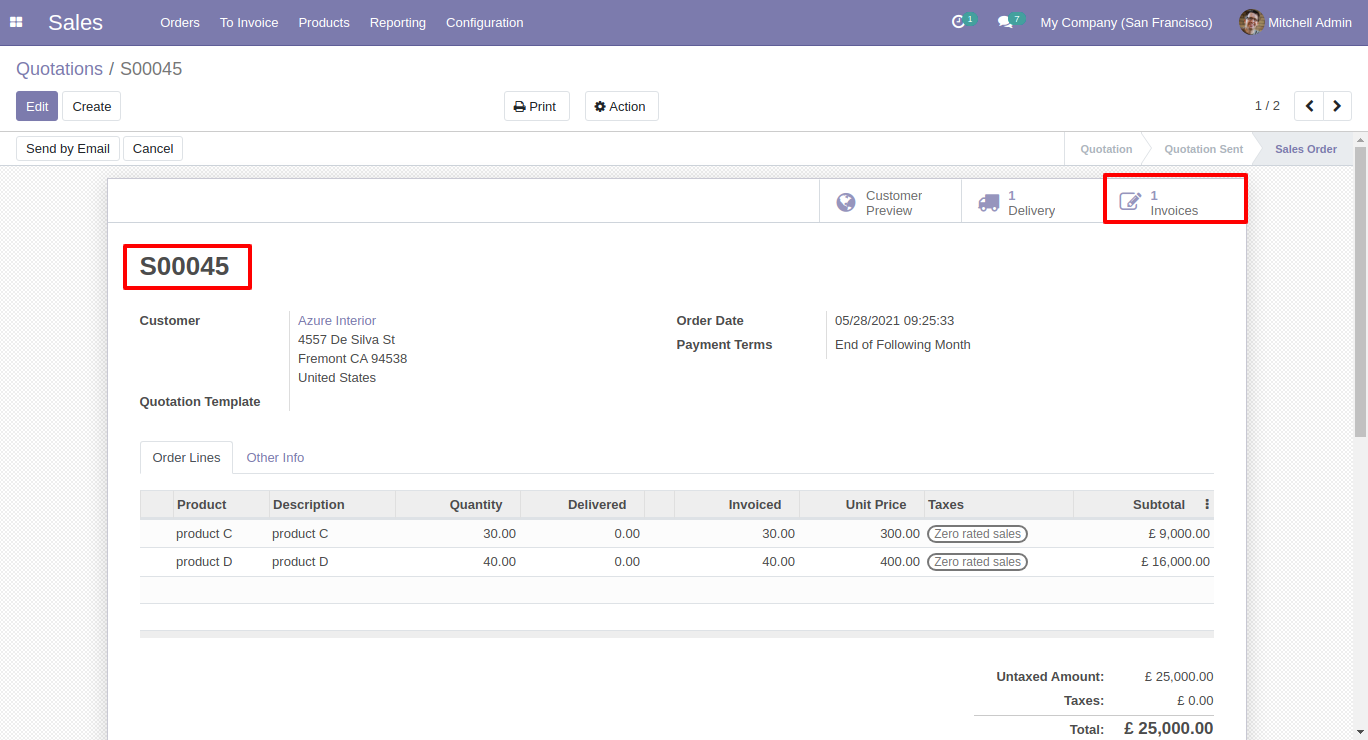 Sales Orders To Invoice Products Reporting Configuration 1 7 My Company (San Francisco) Mitchell Admin
Quotations / S00045
Edit Create Print Action 1 / 2
Send by Email Cancel Quotation Quotation Sent Sales Order
Customer Preview
1 Delivery
1 Invoices
S00045
Customer Azure Interior
4557 De Silva St
Fremont CA 94538
United States
Quotation Template
Order Date 05/28/2021 09:25:33
Payment Terms End of Following Month
Order Lines Other Info
Product Description Quantity Delivered Invoiced Unit Price Taxes Subtotal
product C product C 30.00 0.00 30.00 300.00 Zero rated sales £ 9,000.00
product D product D 40.00 0.00 40.00 400.00 Zero rated sales £ 16,000.00
Untaxed Amount: £ 25,000.00
Taxes: £ 0.00
Total: £ 25,000.00